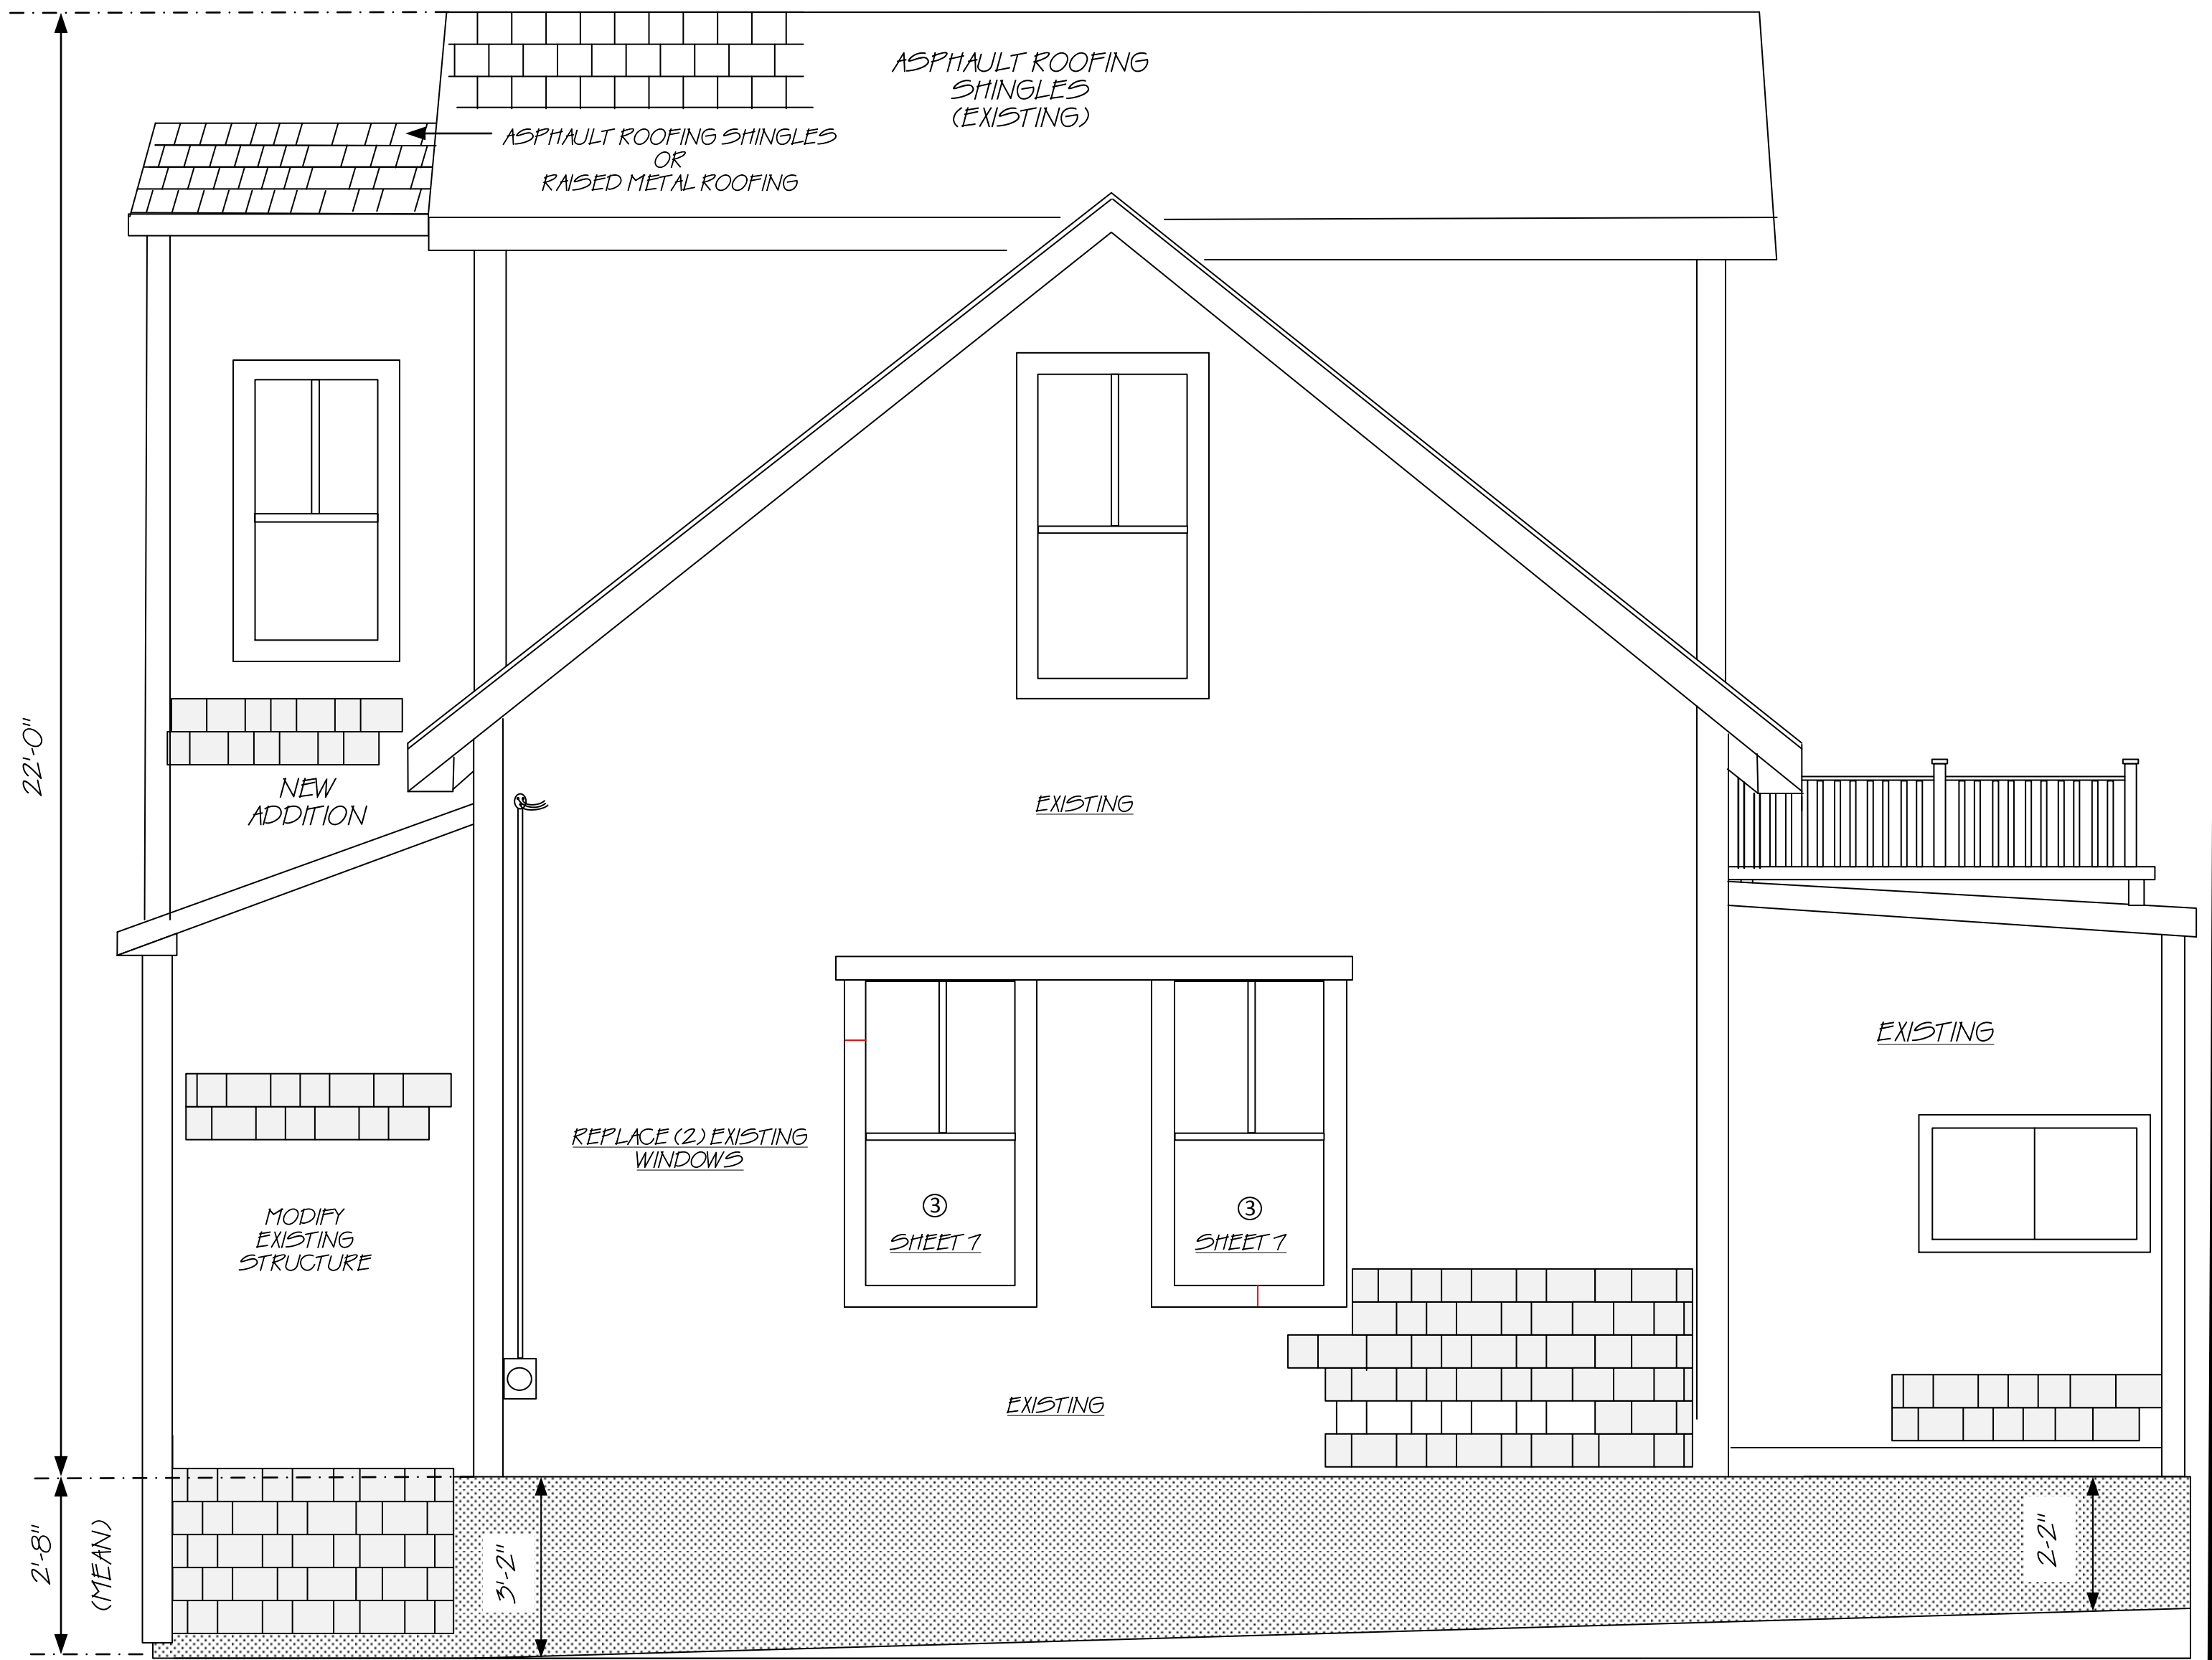 ASPHAULT ROOFING
SHINGLES
(EXISTING)
ASPHAULT ROOFING SHINGLES
OR
RAISED METAL ROOFING
22'-0"
NEW
ADDITION
EXISTING
EXISTING
REPLACE (2) EXISTING
WINDOWS
3
SHEET 7
3
SHEET 7
MODIFY
EXISTING
STRUCTURE
EXISTING
2'-8"
(MEAN)
3'-2"
2-2"